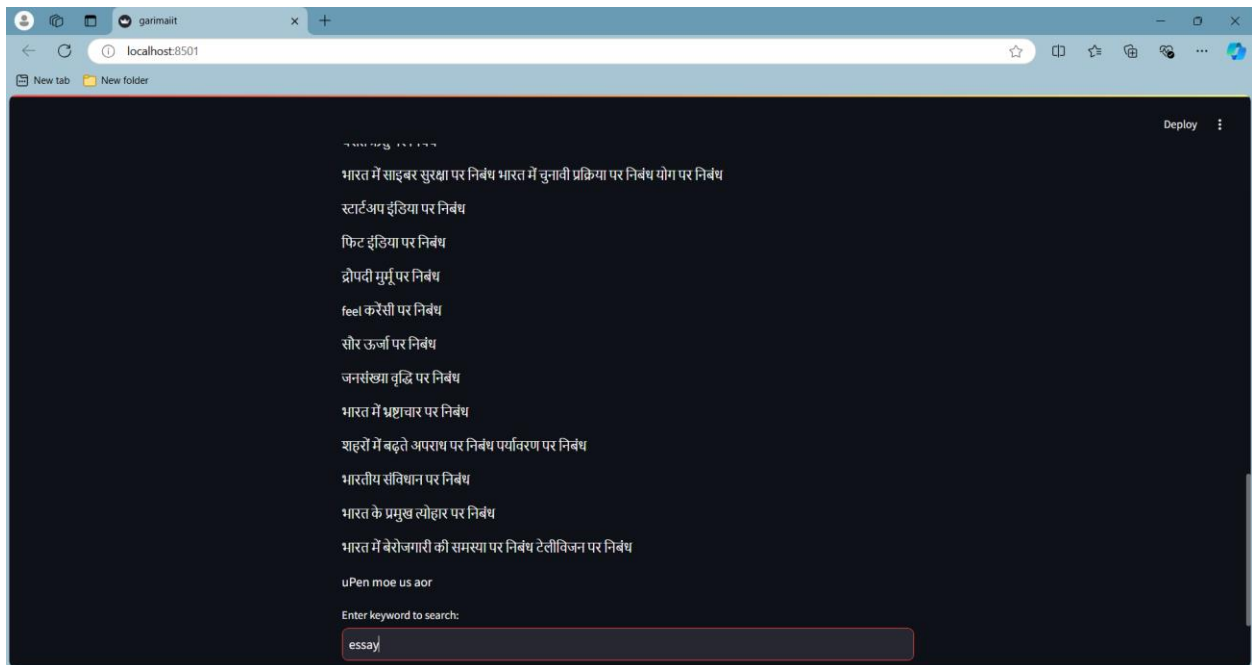 garimaiit
localhost:8501
New tab New folder
Deploy
भारत में साइबर सुरक्षा पर निबंध भारत में चुनावी प्रक्रिया पर निबंध योग पर निबंध
स्टार्टअप इंडिया पर निबंध
फिट इंडिया पर निबंध
द्रौपदी मुर्मू पर निबंध
feel करेंसी पर निबंध
सौर ऊर्जा पर निबंध
जनसंख्या वृद्धि पर निबंध
भारत में भ्रष्टाचार पर निबंध
शहरों में बढ़ते अपराध पर निबंध पर्यावरण पर निबंध
भारतीय संविधान पर निबंध
भारत के प्रमुख त्योहार पर निबंध
भारत में बेरोजगारी की समस्या पर निबंध टेलीविजन पर निबंध
uPen moe us aor
Enter keyword to search:
essay